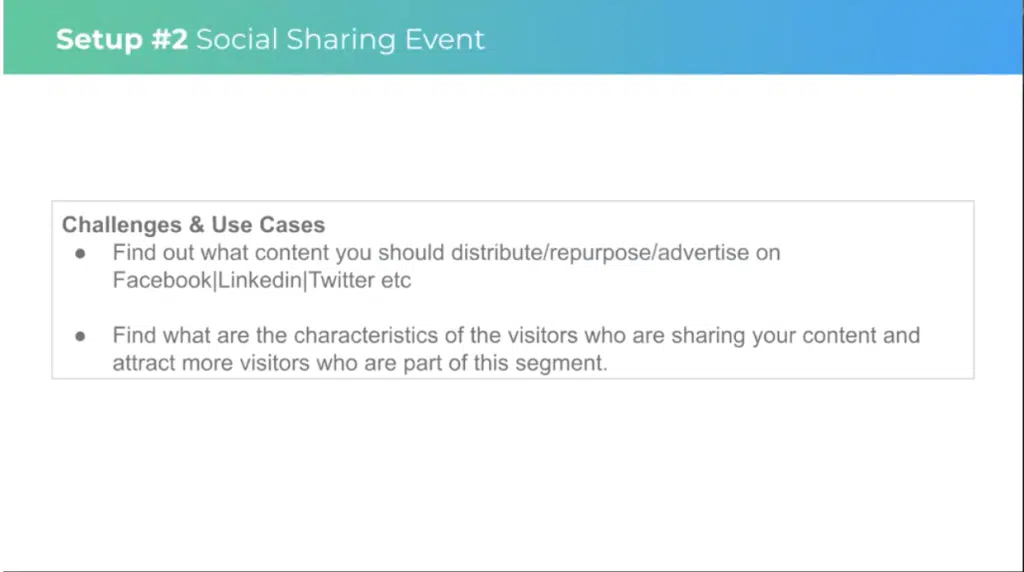 Setup #2 Social Sharing Event
Challenges & Use Cases
● Find out what content you should distribute/repurpose/advertise on
Facebook|Linkedin|Twitter etc
● Find what are the characteristics of the visitors who are sharing your content and
attract more visitors who are part of this segment.